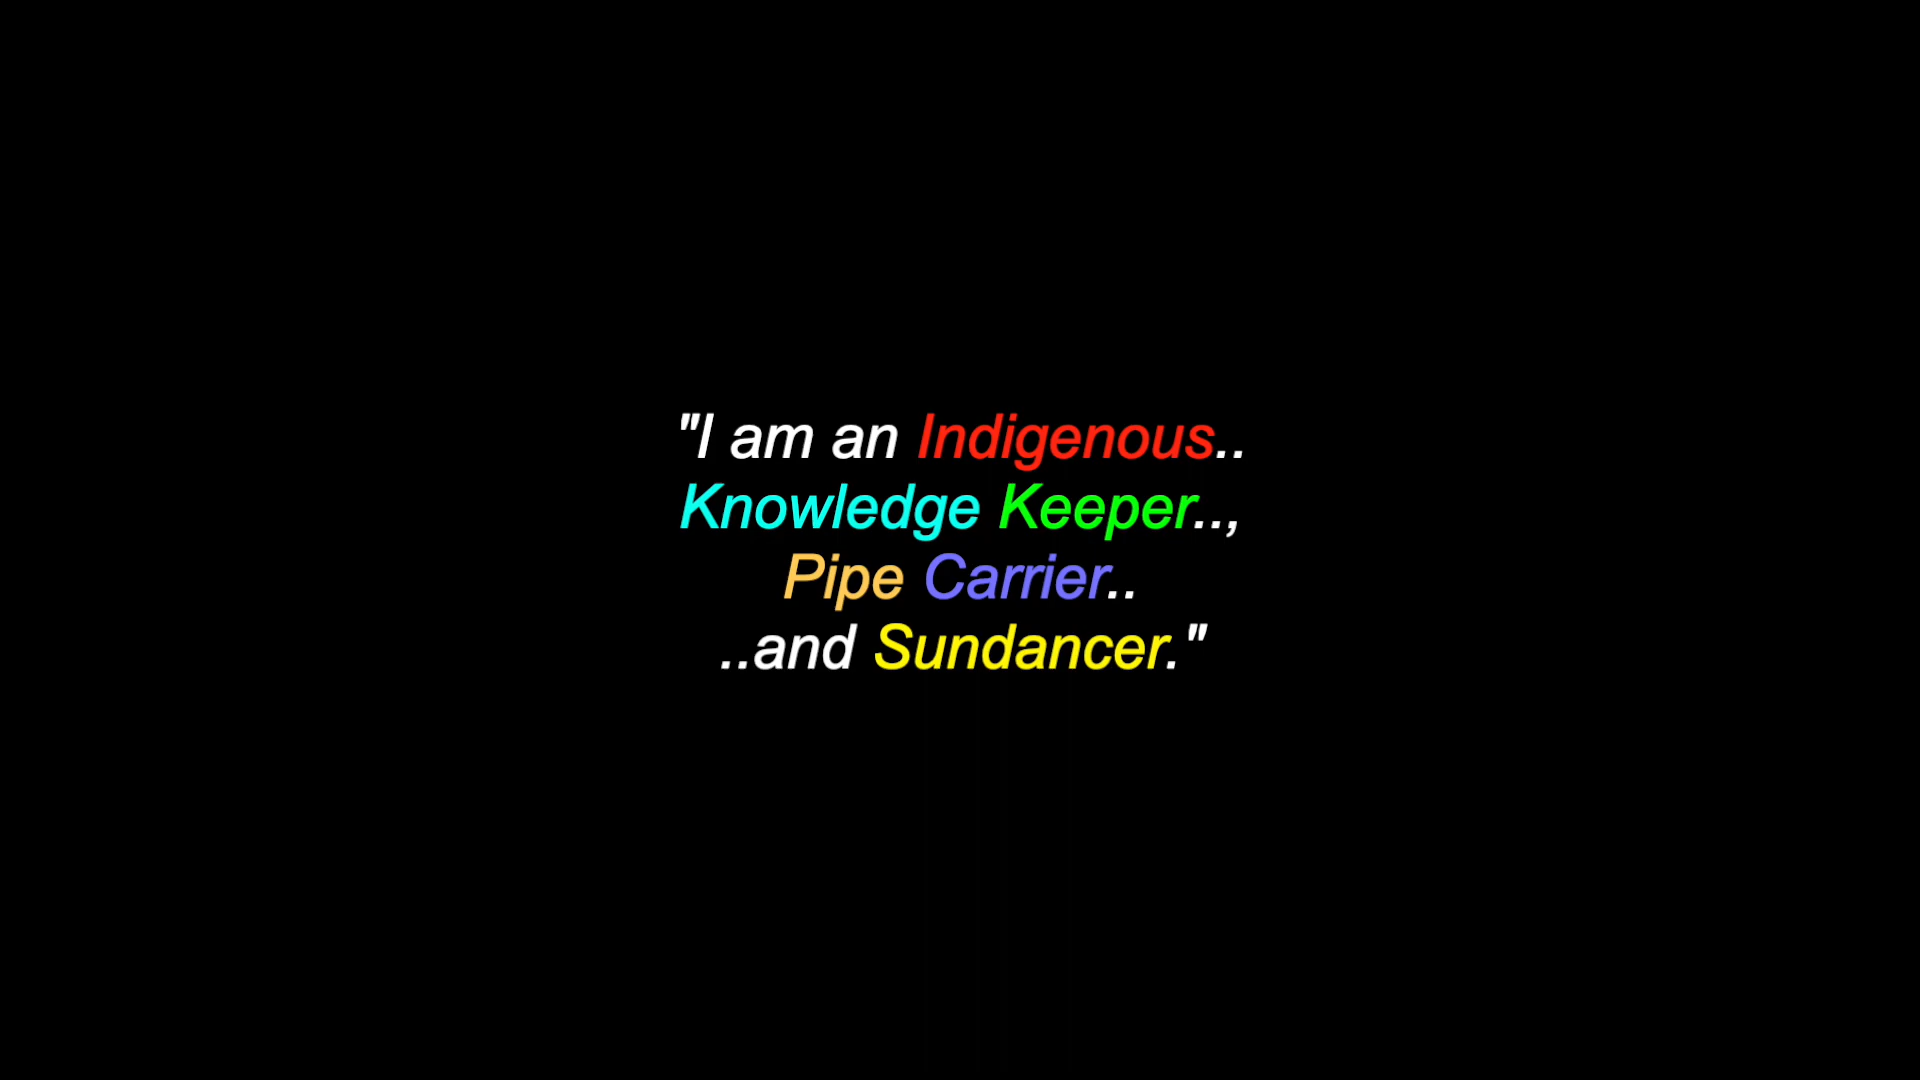 "I am an Indigenous..
Knowledge Keeper..,
Pipe Carrier..
..and Sundancer."